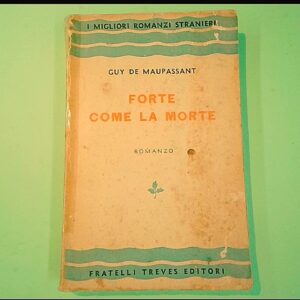 I MIGLIORI ROMANZI STRANIERI
GUY DE MAUPASSANT
FORTE
COME LA MORTE
ROMANZO
FRATELLI TREVES EDITORI